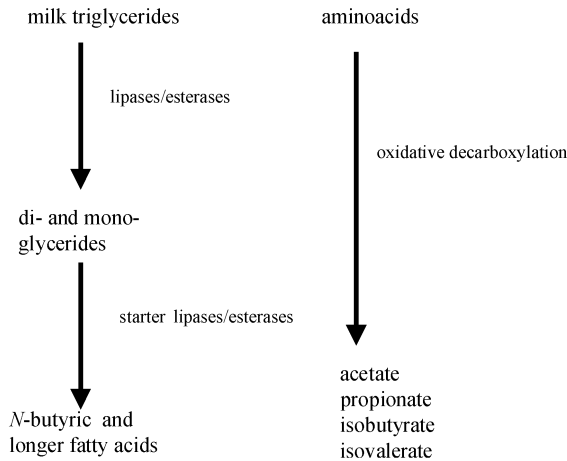 milk triglycerides
lipases/esterases
di- and mono-
glycerides
starter lipases/esterases
N-butyric and
longer fatty acids
aminoacids
oxidative decarboxylation
acetate
propionate
isobutyrate
isovalerate